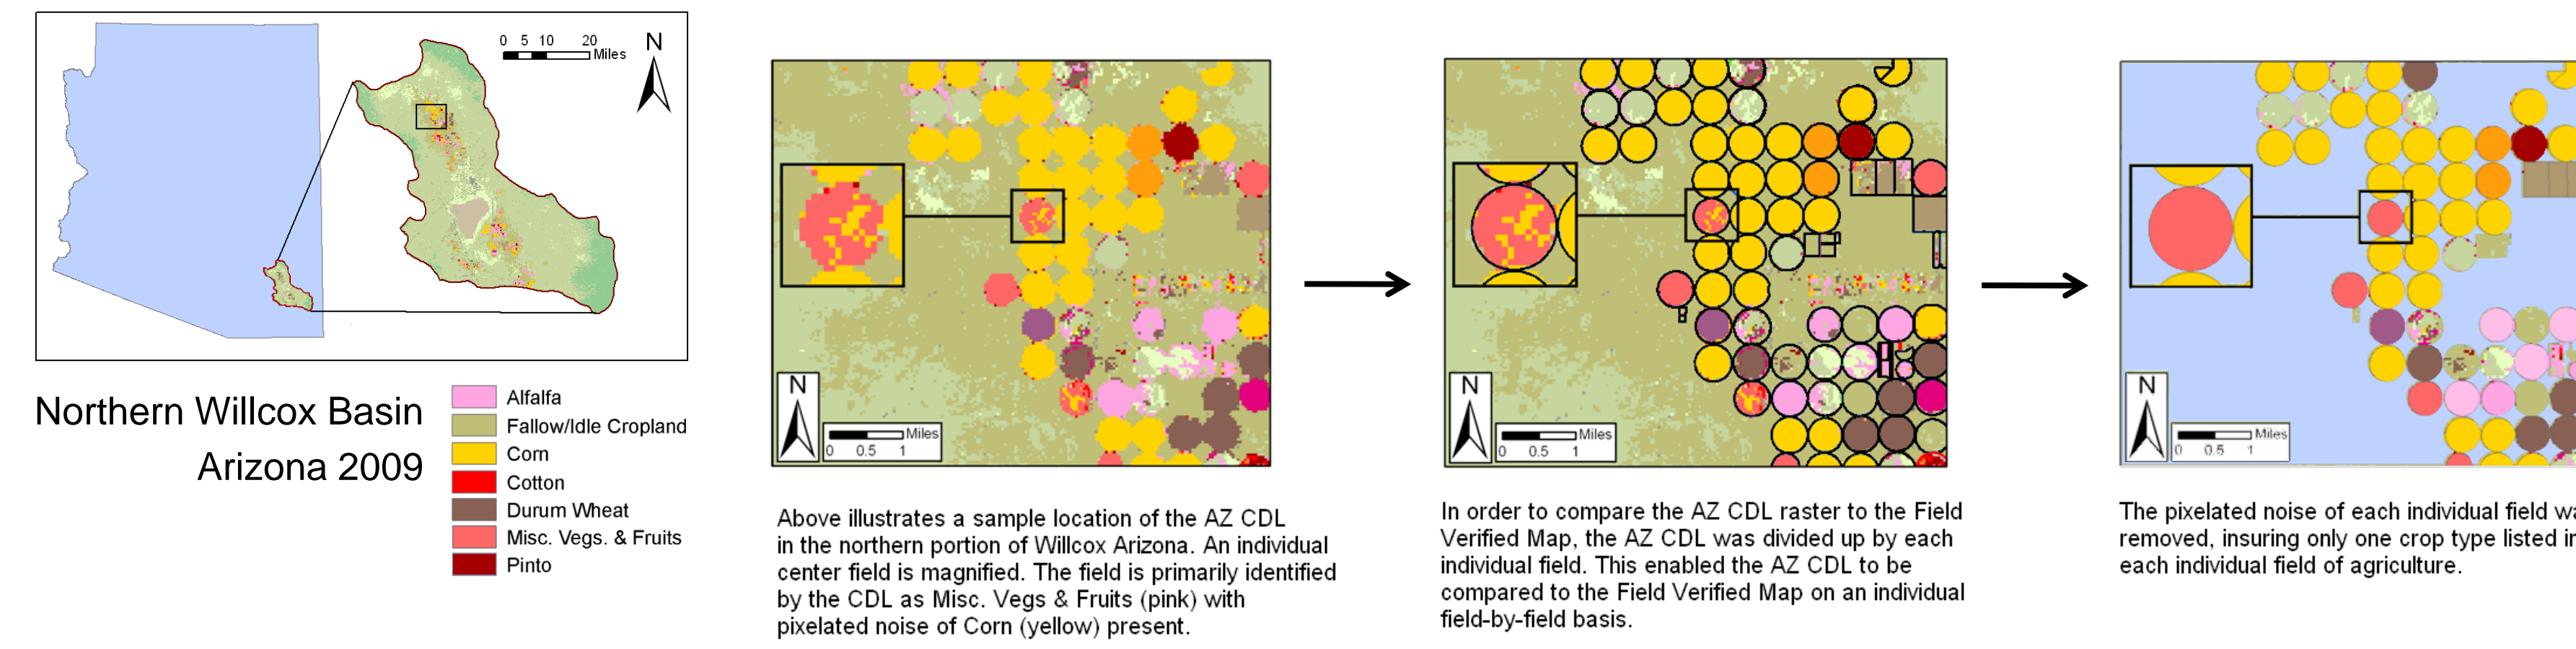 0 5 10 20
Miles
N
Northern Willcox Basin
Arizona 2009
Alfalfa
Fallow/Idle Cropland
Corn
Cotton
Durum Wheat
Misc. Vegs. & Fruits
Pinto
N
Miles
0 0.5 1
Above illustrates a sample location of the AZ CDL
in the northern portion of Willcox Arizona. An individual
center field is magnified. The field is primarily identified
by the CDL as Misc. Vegs & Fruits (pink) with
pixelated noise of Corn (yellow) present.
N
Miles
0 0.5 1
In order to compare the AZ CDL raster to the Field
Verified Map, the AZ CDL was divided up by each
individual field. This enabled the AZ CDL to be
compared to the Field Verified Map on an individual
field-by-field basis.
N
Miles
0 0.5 1
The pixelated noise of each individual field
removed, insuring only one crop type listed
each individual field of agriculture.